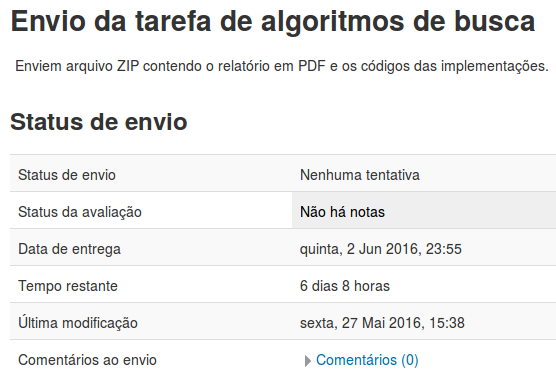 Envio da tarefa de algoritmos de busca
Enviem arquivo ZIP contendo o relatório em PDF e os códigos das implementações.
Status de envio
Status de envio Nenhuma tentativa
Status da avaliação Não há notas
Data de entrega quinta, 2 Jun 2016, 23:55
Tempo restante 6 dias 8 horas
Última modificação sexta, 27 Mai 2016, 15:38
Comentários ao envio Comentários (0)